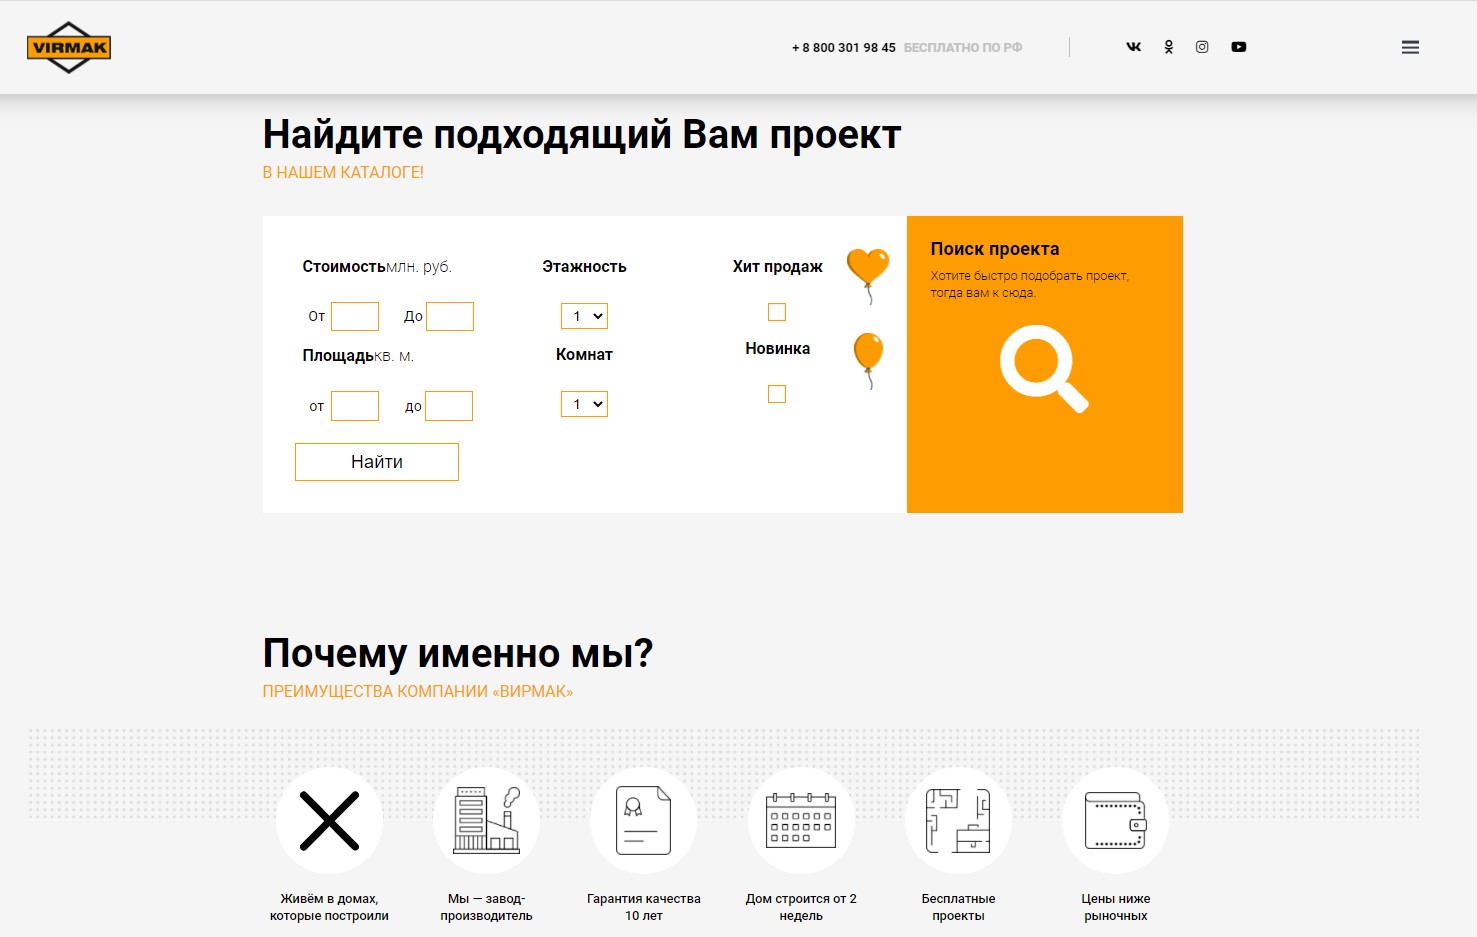 VIRMAK
+ 8 800 301 98 45 БЕСПЛАТНО ПО РФ
Найдите подходящий Вам проект
В НАШЕМ КАТАЛОГЕ!
Стоимостьмлн. руб.
Этажность
Хит продаж
Поиск проекта
Хотите быстро подобрать проект,
тогда вам к сюда.
От
До
1
Площадькв. м.
Комнат
Новинка
от
до
1
Найти
Почему именно мы?
ПРЕИМУЩЕСТВА КОМПАНИИ «ВИРМАК»
Живём в домах,
которые построили
Мы — завод-
производитель
Гарантия качества
10 лет
Дом строится от 2
недель
Бесплатные
проекты
Цены ниже
рыночных